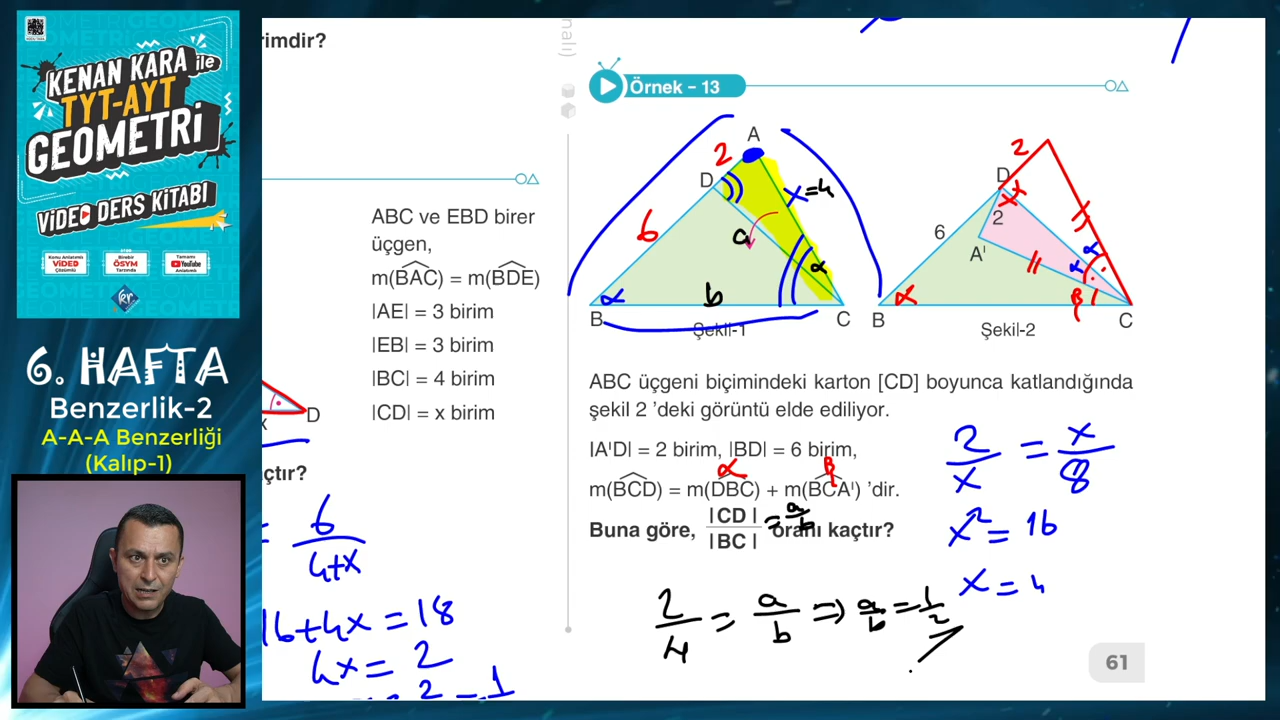 KENAN KARA ile
TYT-AYT
GEOMETRİ
VİDEO DERS KİTABI
6. HAFTA
Benzerlik-2
A-A-A Benzerliği
(Kalıp-1)
rimdir?
ABC ve EBD birer
üçgen,
m(BAC) = m(BDE)
|AE| = 3 birim
|EB| = 3 birim
|BC| = 4 birim
|CD| = x birim
x
D
çtır?
= 6/(4+x)
16+4x = 18
4x = 2
Örnek - 13
A
2
D
x=4
6
a
α
α
b
B
C
Şekil-1
2
D
6
2
A'
α
α
β
B
C
Şekil-2
ABC üçgeni biçimindeki karton [CD] boyunca katlandığında
şekil 2 'deki görüntü elde ediliyor.
|A'D| = 2 birim, |BD| = 6 birim,
α β
m(BCD) = m(DBC) + m(BCA') 'dir.
Buna göre, |CD|/|BC| = a/b oranı kaçtır?
2/x = x/8
x² = 16
x = 4
2/4 = a/b ⇒ a/b = 1/2
61